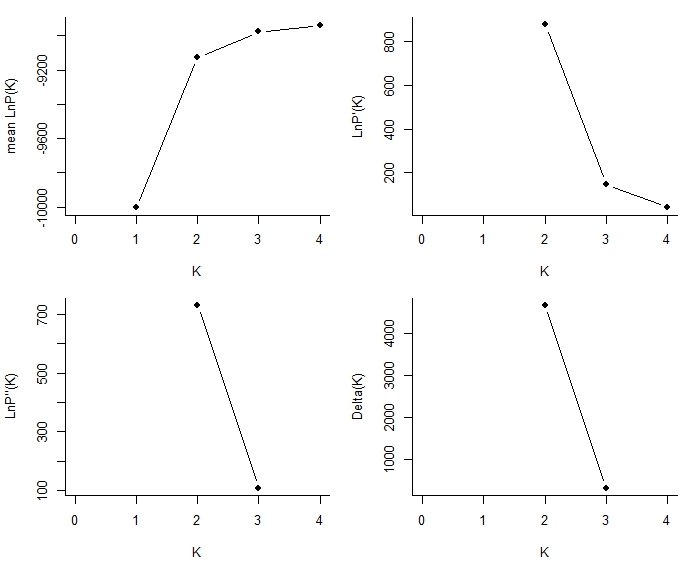 mean LnP(K)
-10000
-9600
-9200
0 1 2 3 4
K
LnP'(K)
200
400
600
800
0 1 2 3 4
K
LnP''(K)
100
300
500
700
0 1 2 3 4
K
Delta(K)
1000
2000
3000
4000
0 1 2 3 4
K